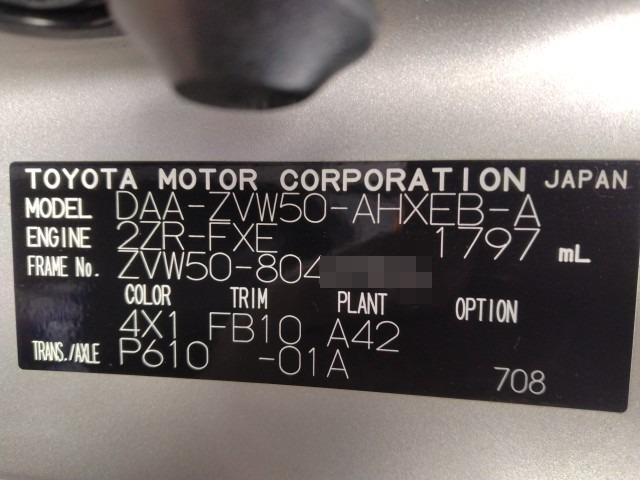 TOYOTA MOTOR CORPORATION JAPAN
MODEL DAA-ZVW50-AHXEB-A
ENGINE 2ZR-FXE 1797 mL
FRAME No. ZVW50-804
COLOR TRIM PLANT OPTION
4X1 FB10 A42
TRANS./AXLE P610 -01A
708